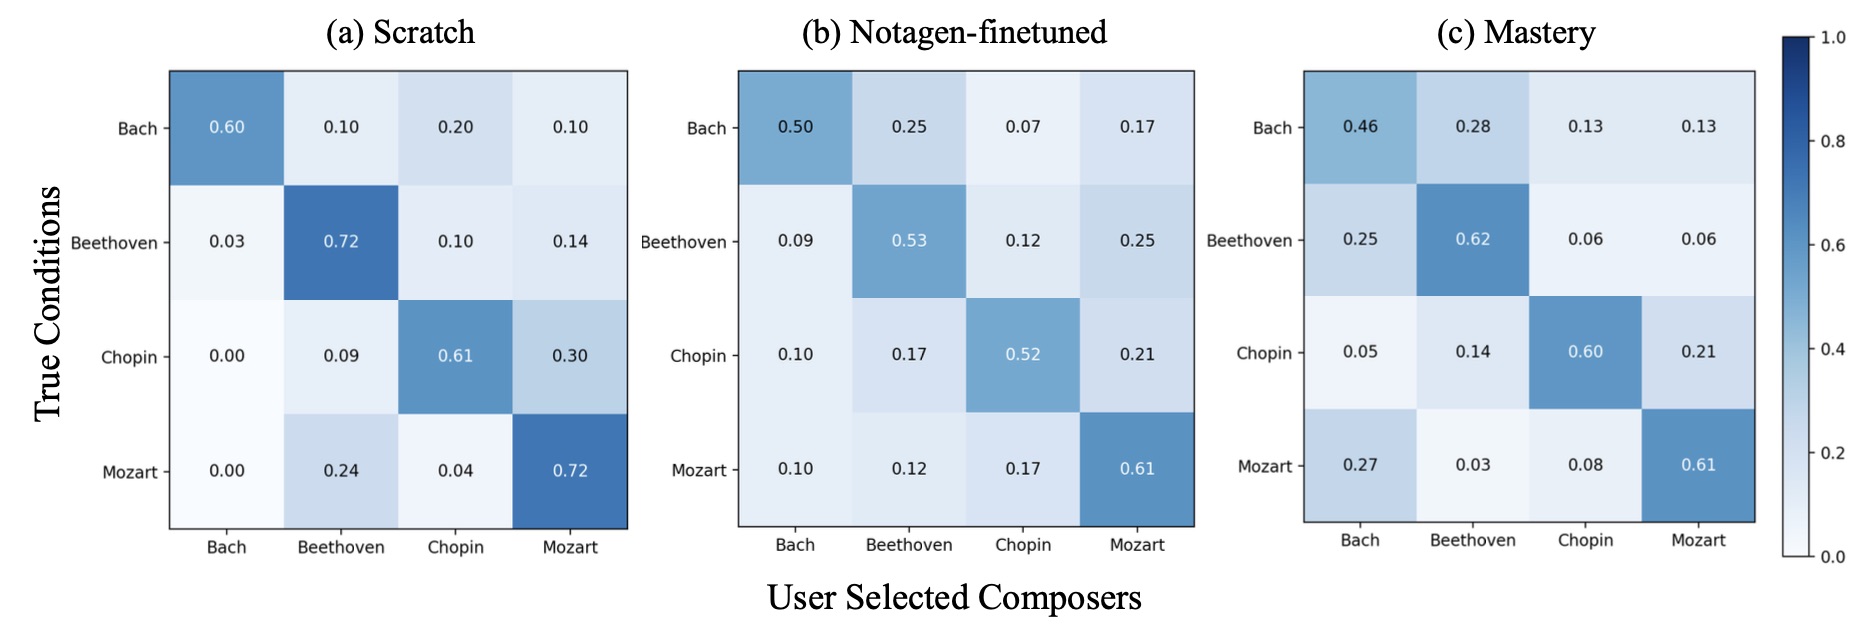 (a) Scratch
(b) Notagen-finetuned
(c) Mastery
True Conditions
Bach 0.60 0.10 0.20 0.10
Beethoven 0.03 0.72 0.10 0.14
Chopin 0.00 0.09 0.61 0.30
Mozart 0.00 0.24 0.04 0.72
Bach Beethoven Chopin Mozart
Bach 0.50 0.25 0.07 0.17
Beethoven 0.09 0.53 0.12 0.25
Chopin 0.10 0.17 0.52 0.21
Mozart 0.10 0.12 0.17 0.61
Bach Beethoven Chopin Mozart
Bach 0.46 0.28 0.13 0.13
Beethoven 0.25 0.62 0.06 0.06
Chopin 0.05 0.14 0.60 0.21
Mozart 0.27 0.03 0.08 0.61
Bach Beethoven Chopin Mozart
1.0
0.8
0.6
0.4
0.2
0.0
User Selected Composers